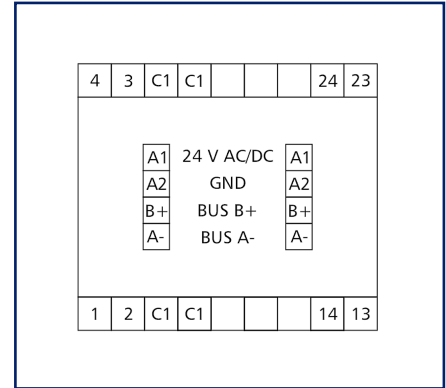 4 3 C1 C1 24 23
A1 24 V AC/DC A1
A2 GND A2
B+ BUS B+ B+
A- BUS A- A-
1 2 C1 C1 14 13